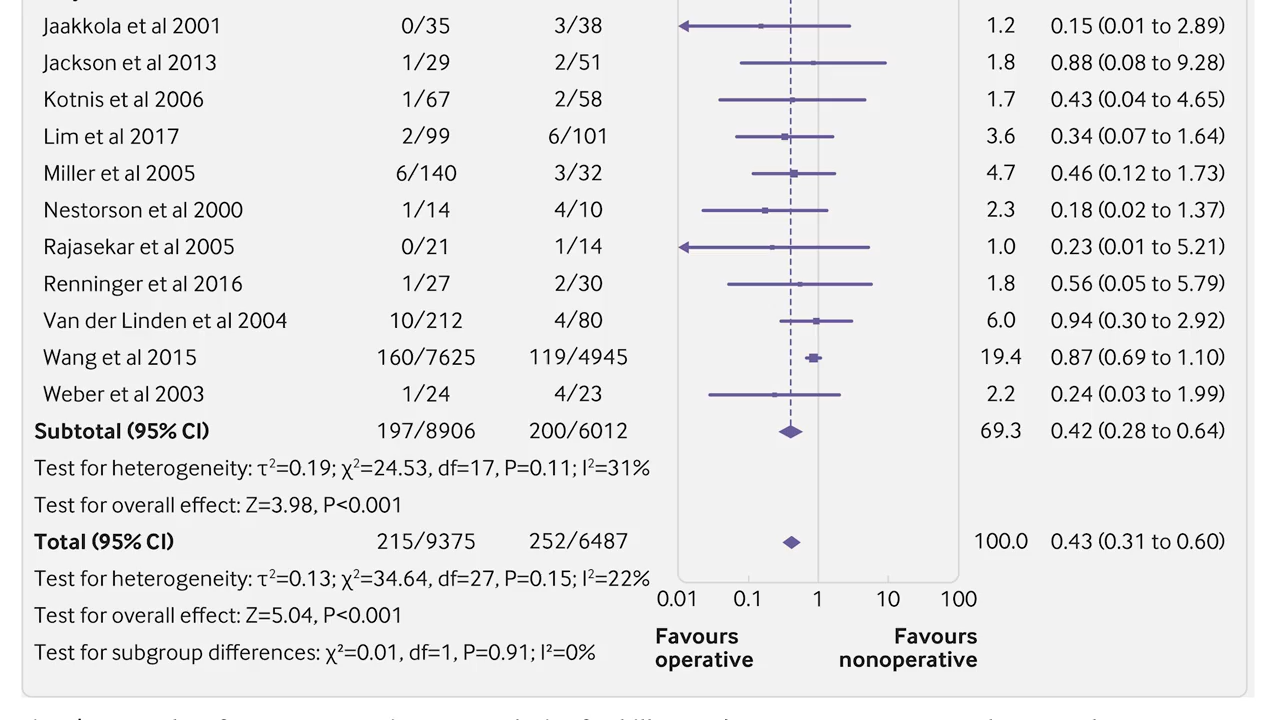 Jaakkola et al 2001 0/35 3/38 1.2 0.15 (0.01 to 2.89)
Jackson et al 2013 1/29 2/51 1.8 0.88 (0.08 to 9.28)
Kotnis et al 2006 1/67 2/58 1.7 0.43 (0.04 to 4.65)
Lim et al 2017 2/99 6/101 3.6 0.34 (0.07 to 1.64)
Miller et al 2005 6/140 3/32 4.7 0.46 (0.12 to 1.73)
Nestorson et al 2000 1/14 4/10 2.3 0.18 (0.02 to 1.37)
Rajasekar et al 2005 0/21 1/14 1.0 0.23 (0.01 to 5.21)
Renninger et al 2016 1/27 2/30 1.8 0.56 (0.05 to 5.79)
Van der Linden et al 2004 10/212 4/80 6.0 0.94 (0.30 to 2.92)
Wang et al 2015 160/7625 119/4945 19.4 0.87 (0.69 to 1.10)
Weber et al 2003 1/24 4/23 2.2 0.24 (0.03 to 1.99)
Subtotal (95% CI) 197/8906 200/6012 69.3 0.42 (0.28 to 0.64)
Test for heterogeneity: τ²=0.19; χ²=24.53, df=17, P=0.11; I²=31%
Test for overall effect: Z=3.98, P<0.001
Total (95% CI) 215/9375 252/6487 100.0 0.43 (0.31 to 0.60)
Test for heterogeneity: τ²=0.13; χ²=34.64, df=27, P=0.15; I²=22%
Test for overall effect: Z=5.04, P<0.001
Test for subgroup differences: χ²=0.01, df=1, P=0.91; I²=0%
0.01 0.1 1 10 100
Favours operative
Favours nonoperative